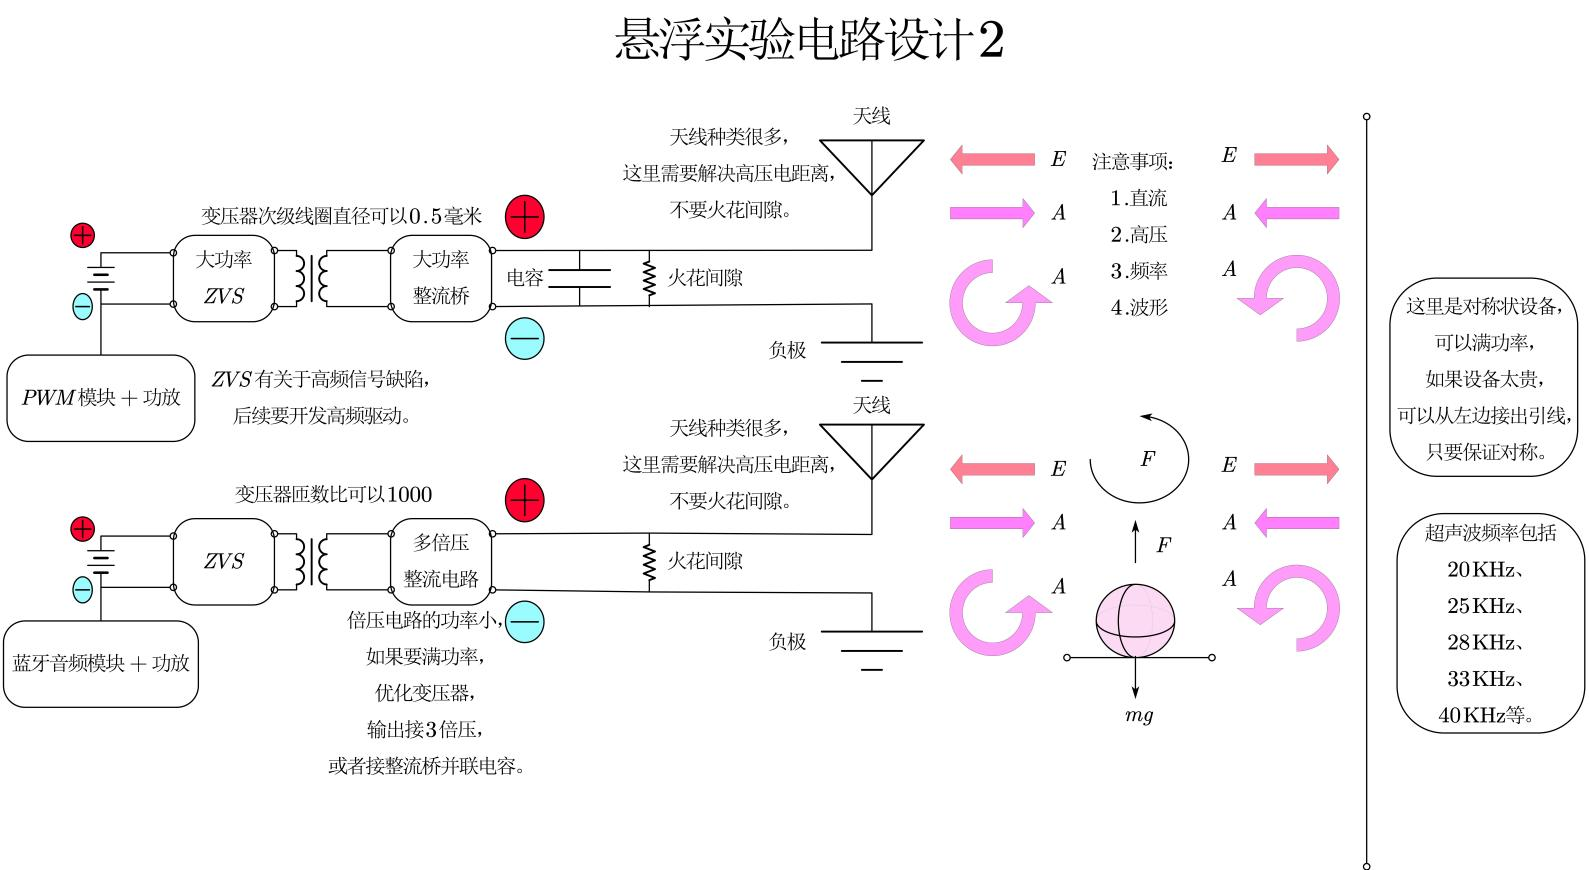 悬浮实验电路设计2
天线
天线种类很多，
这里需要解决高压电距离，
不要火花间隙。
变压器次级线圈直径可以0.5毫米
大功率
ZVS
大功率
整流桥
电容
火花间隙
负极
PWM模块 + 功放
ZVS有关于高频信号缺陷，
后续要开发高频驱动。
E
A
A
注意事项：
1.直流
2.高压
3.频率
4.波形
E
A
A
这里是对称状设备，
可以满功率，
如果设备太贵，
可以从左边接出引线，
只要保证对称。
天线
天线种类很多，
这里需要解决高压电距离，
不要火花间隙。
变压器匝数比可以1000
ZVS
多倍压
整流电路
火花间隙
负极
蓝牙音频模块 + 功放
倍压电路的功率小，
如果要满功率，
优化变压器，
输出接3倍压，
或者接整流桥并联电容。
E
A
A
F
F
mg
E
A
A
超声波频率包括
20KHz、
25KHz、
28KHz、
33KHz、
40KHz等。